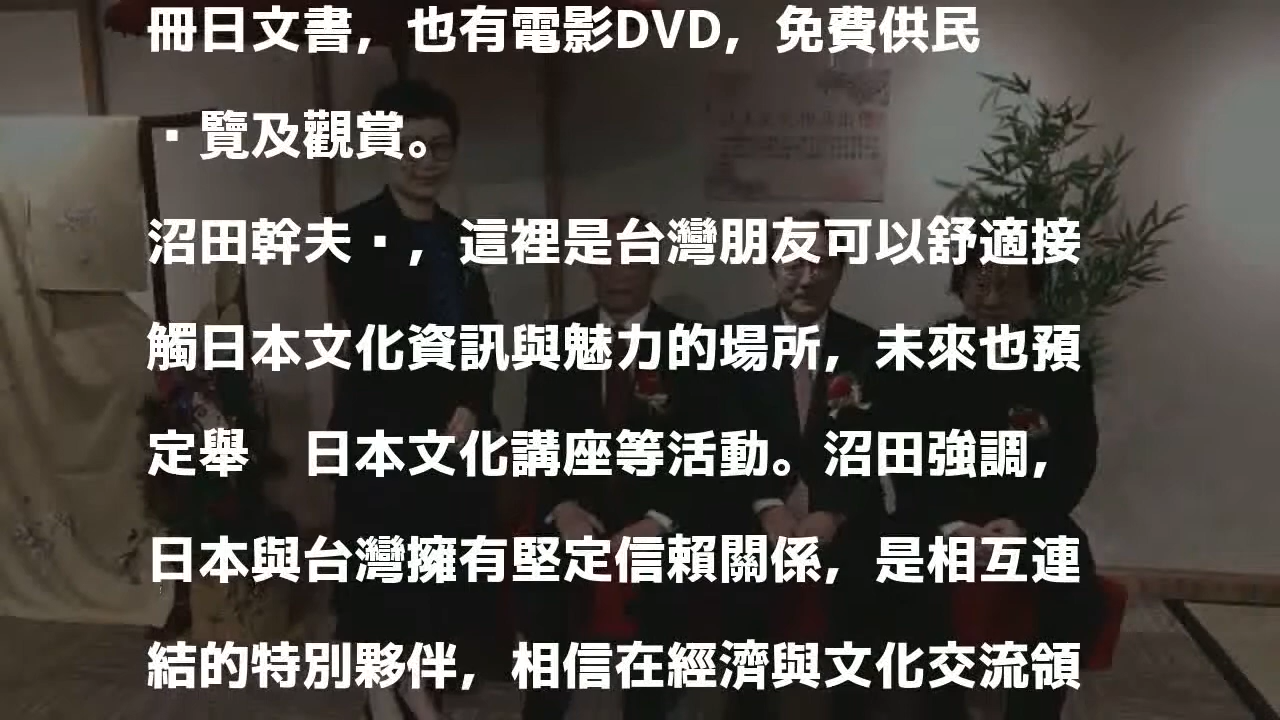 冊日文書，也有電影DVD，免費供民
·覽及觀賞。
沼田幹夫·，這裡是台灣朋友可以舒適接
觸日本文化資訊與魅力的場所，未來也預
定舉　日本文化講座等活動。沼田強調，
日本與台灣擁有堅定信賴關係，是相互連
結的特別夥伴，相信在經濟與文化交流領